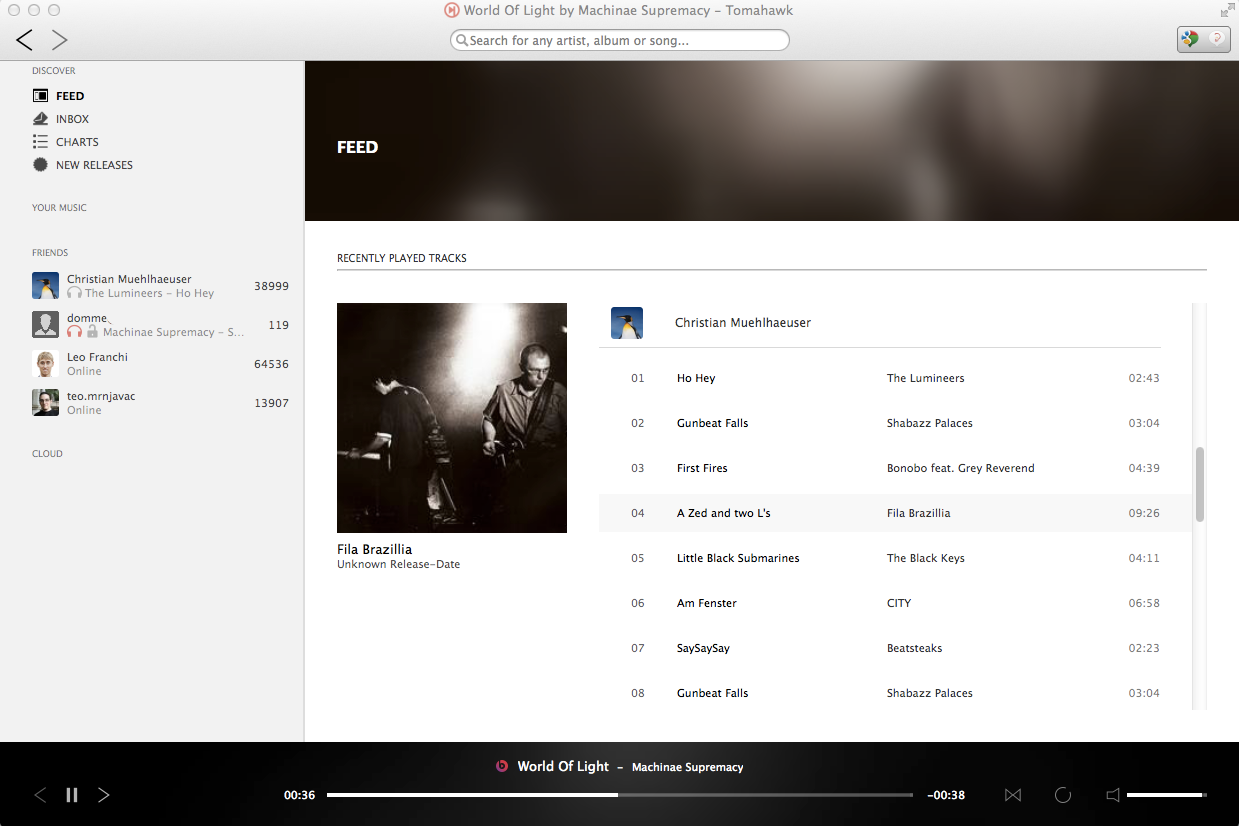 World Of Light by Machinae Supremacy – Tomahawk
Search for any artist, album or song...
DISCOVER
FEED
INBOX
CHARTS
NEW RELEASES
YOUR MUSIC
FRIENDS
Christian Muehlhaeuser
The Lumineers – Ho Hey
38999
domme
Machinae Supremacy – S...
119
Leo Franchi
Online
64536
teo.mrnjavac
Online
13907
CLOUD
FEED
RECENTLY PLAYED TRACKS
Fila Brazillia
Unknown Release-Date
Christian Muehlhaeuser
01 Ho Hey The Lumineers 02:43
02 Gunbeat Falls Shabazz Palaces 03:04
03 First Fires Bonobo feat. Grey Reverend 04:39
04 A Zed and two L's Fila Brazillia 09:26
05 Little Black Submarines The Black Keys 04:11
06 Am Fenster CITY 06:58
07 SaySaySay Beatsteaks 02:23
08 Gunbeat Falls Shabazz Palaces 03:04
World Of Light – Machinae Supremacy
00:36 -00:38